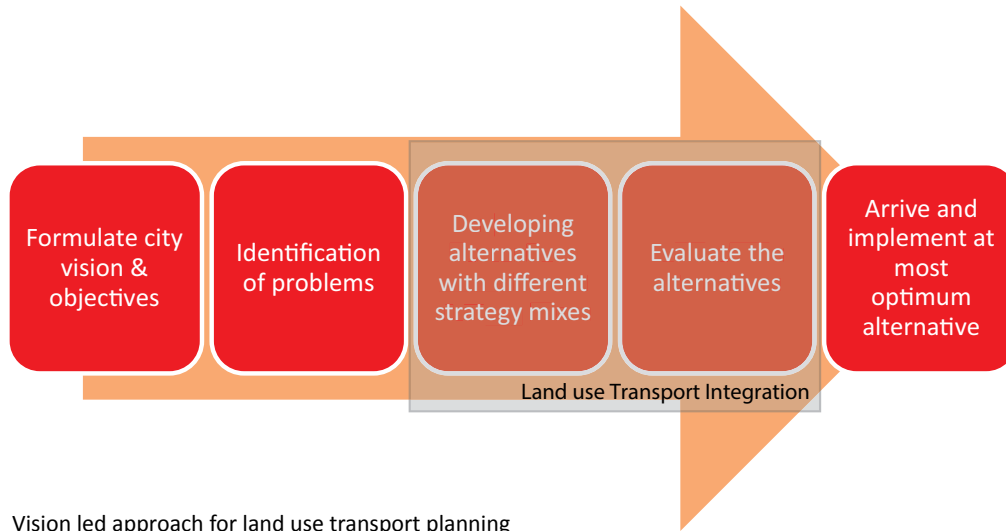 Formulate city
vision &
objectives
Identification
of problems
Developing
alternatives
with different
strategy mixes
Evaluate the
alternatives
Arrive and
implement at
most
optimum
alternative
Land use Transport Integration
Vision led approach for land use transport planning